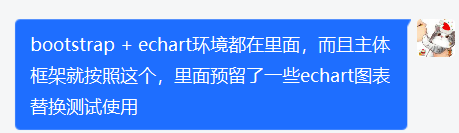 bootstrap + echart环境都在里面，而且主体
框架就按照这个，里面预留了一些echart图表
替换测试使用